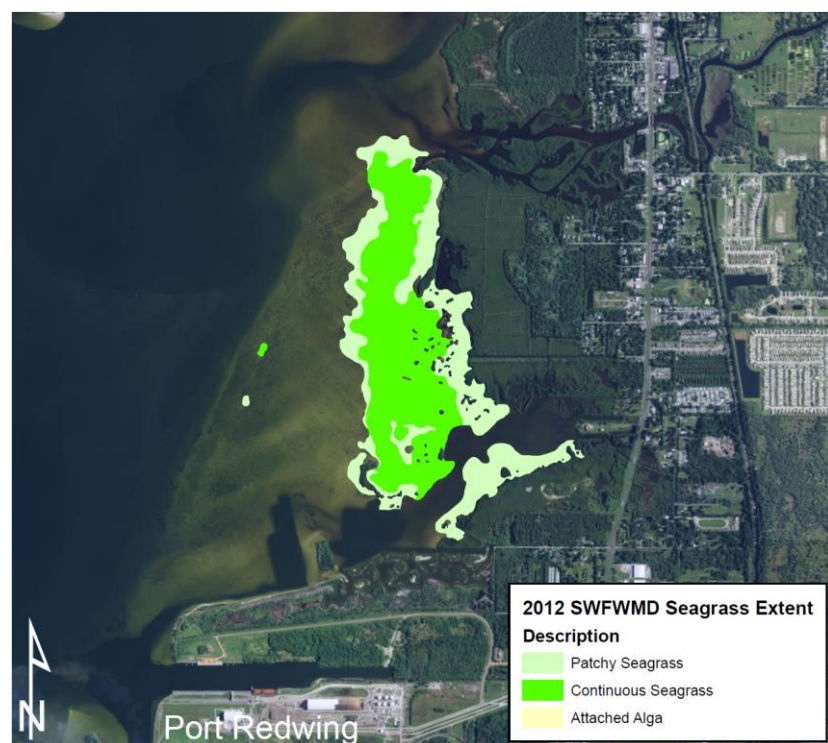 2012 SWFWMD Seagrass Extent
Description
Patchy Seagrass
Continuous Seagrass
Attached Alga
N
Port Redwing